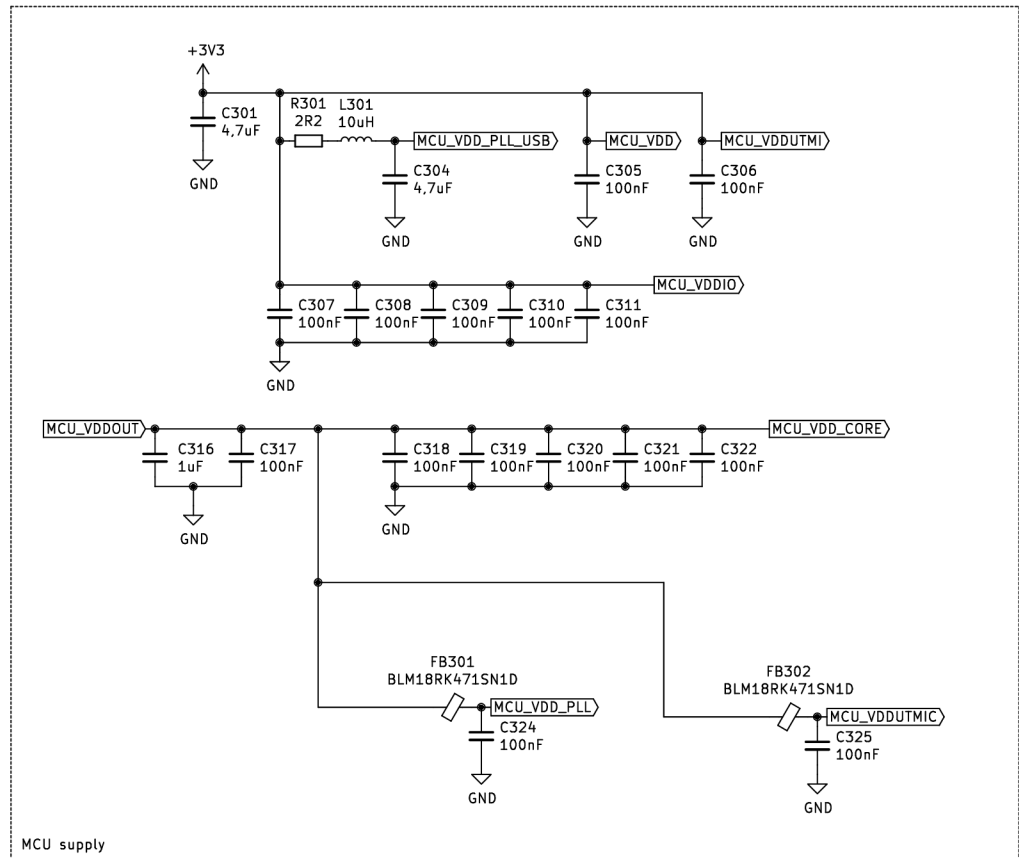 +3V3
C301
4,7uF
GND
R301
2R2
L301
10uH
MCU_VDD_PLL_USB
C304
4,7uF
GND
MCU_VDD
C305
100nF
GND
MCU_VDDUTMI
C306
100nF
GND
MCU_VDDIO
C307
100nF
C308
100nF
C309
100nF
C310
100nF
C311
100nF
GND
MCU_VDDOUT
C316
1uF
C317
100nF
GND
C318
100nF
C319
100nF
C320
100nF
C321
100nF
C322
100nF
GND
MCU_VDD_CORE
FB301
BLM18RK471SN1D
MCU_VDD_PLL
C324
100nF
GND
FB302
BLM18RK471SN1D
MCU_VDDUTMIC
C325
100nF
GND
MCU supply